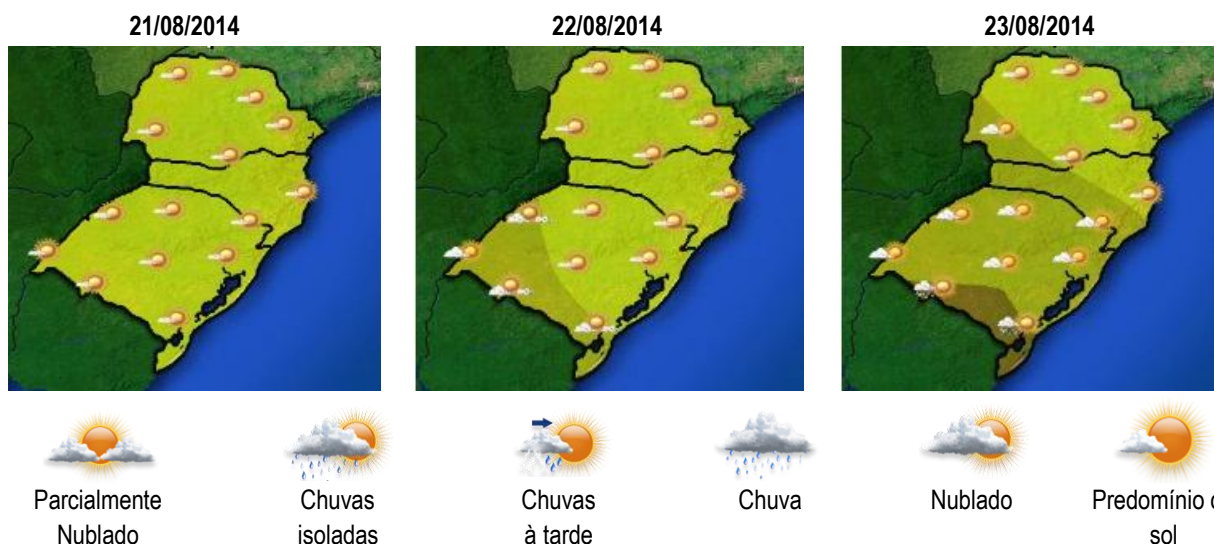 21/08/2014
22/08/2014
23/08/2014
Parcialmente
Nublado
Chuvas
isoladas
Chuvas
à tarde
Chuva
Nublado
Predomínio
sol